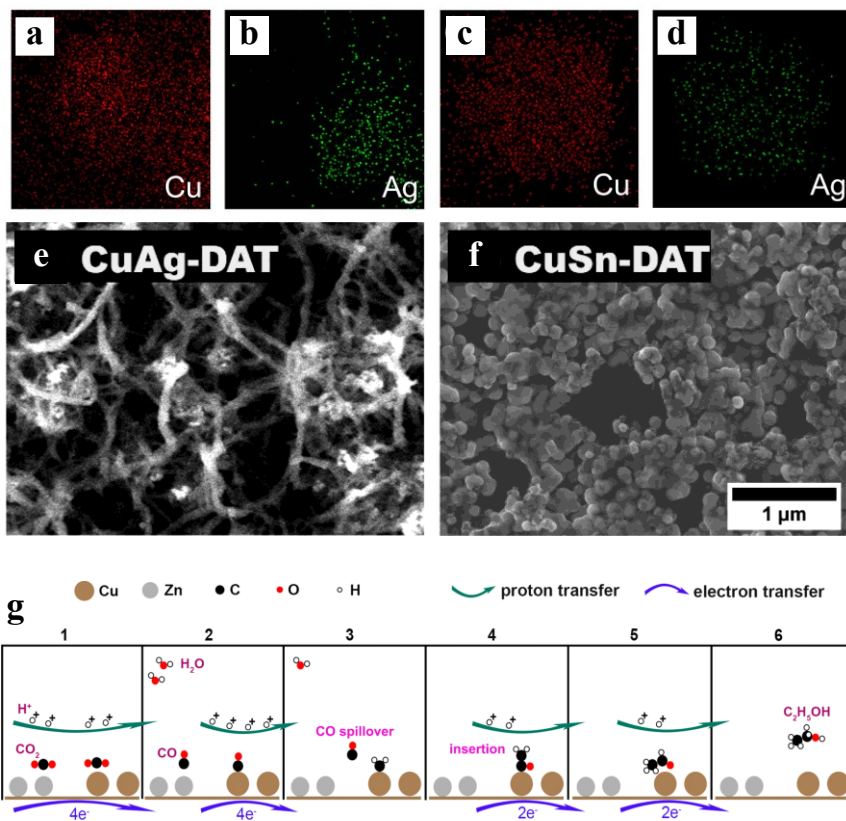 a
b
c
d
Cu
Ag
Cu
Ag
e CuAg-DAT
f CuSn-DAT
1 μm
Cu Zn C O H proton transfer electron transfer
g
1 2 3 4 5 6
H₂O
C₂H₅OH
H⁺
+ + + + + + + + + + + +
CO spillover
CO₂ CO insertion
4e⁻ 4e⁻ 2e⁻ 2e⁻